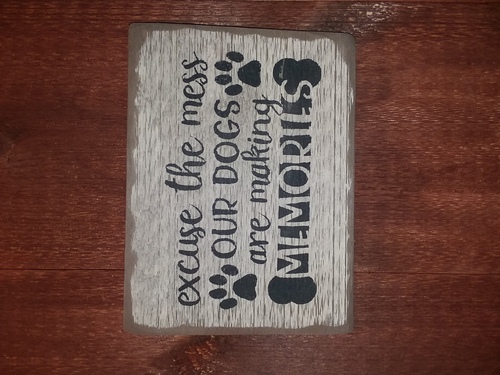 excuse the mess
OUR DOGS
are making
MEMORIES